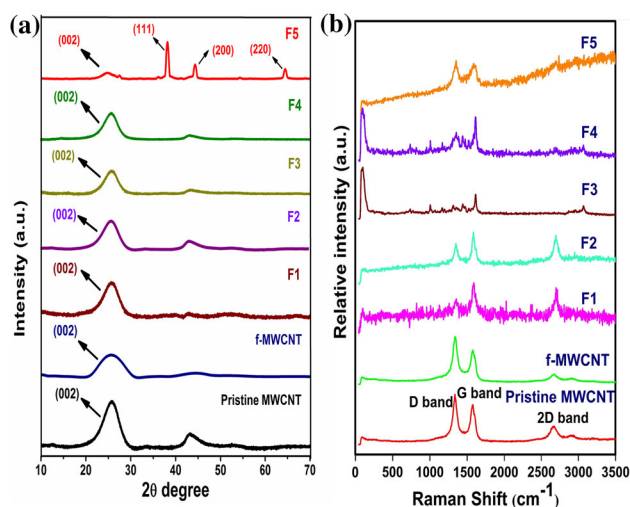 (a)
Intensity (a.u.)
(002)
(111)
(200)
(220)
F5
(002)
F4
(002)
F3
(002)
F2
(002)
F1
(002)
f-MWCNT
(002)
Pristine MWCNT
10 20 30 40 50 60 70
2θ degree
(b)
Relative intensity (a.u.)
F5
F4
F3
F2
F1
f-MWCNT
Pristine MWCNT
D band
G band
2D band
0 500 1000 1500 2000 2500 3000 3500
Raman Shift (cm⁻¹)